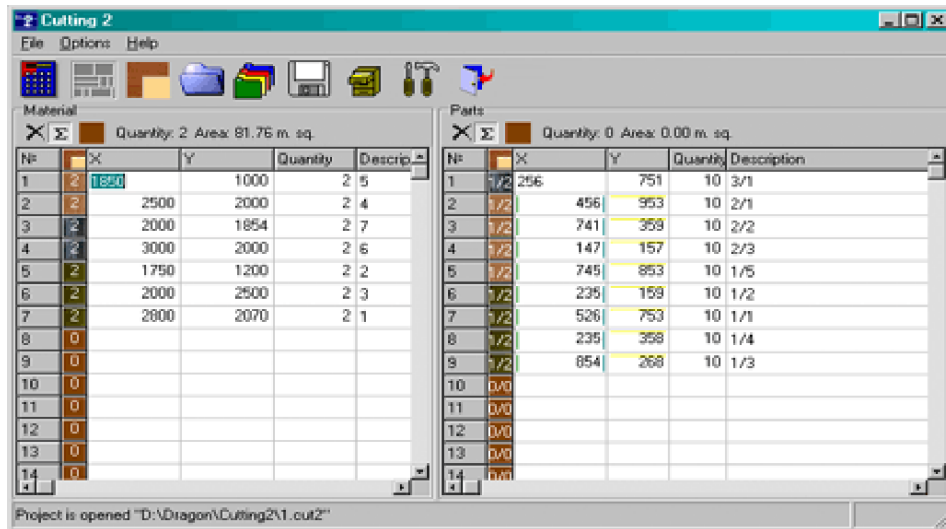 Cutting 2
File Options Help
Material
Quantity: 2 Area: 81.76 m. sq.
№ X Y Quantity Descrip
1 2 1850 1000 2 5
2 2 2500 2000 2 4
3 2 2000 1854 2 7
4 2 3000 2000 2 6
5 2 1750 1200 2 2
6 2 2000 2500 2 3
7 2 2800 2070 2 1
8 0
9 0
10 0
11 0
12 0
13 0
14 0
Parts
Quantity: 0 Area: 0.00 m. sq.
№ X Y Quantity Description
1 1/2 256 751 10 3/1
2 1/2 456 953 10 2/1
3 1/2 741 359 10 2/2
4 1/2 147 157 10 2/3
5 1/2 745 853 10 1/5
6 1/2 235 159 10 1/2
7 1/2 526 753 10 1/1
8 1/2 235 358 10 1/4
9 1/2 854 268 10 1/3
10 0/0
11 0/0
12 0/0
13 0/0
14 0/0
Project is opened "D:\Dragon\Cutting2\1.cut2"